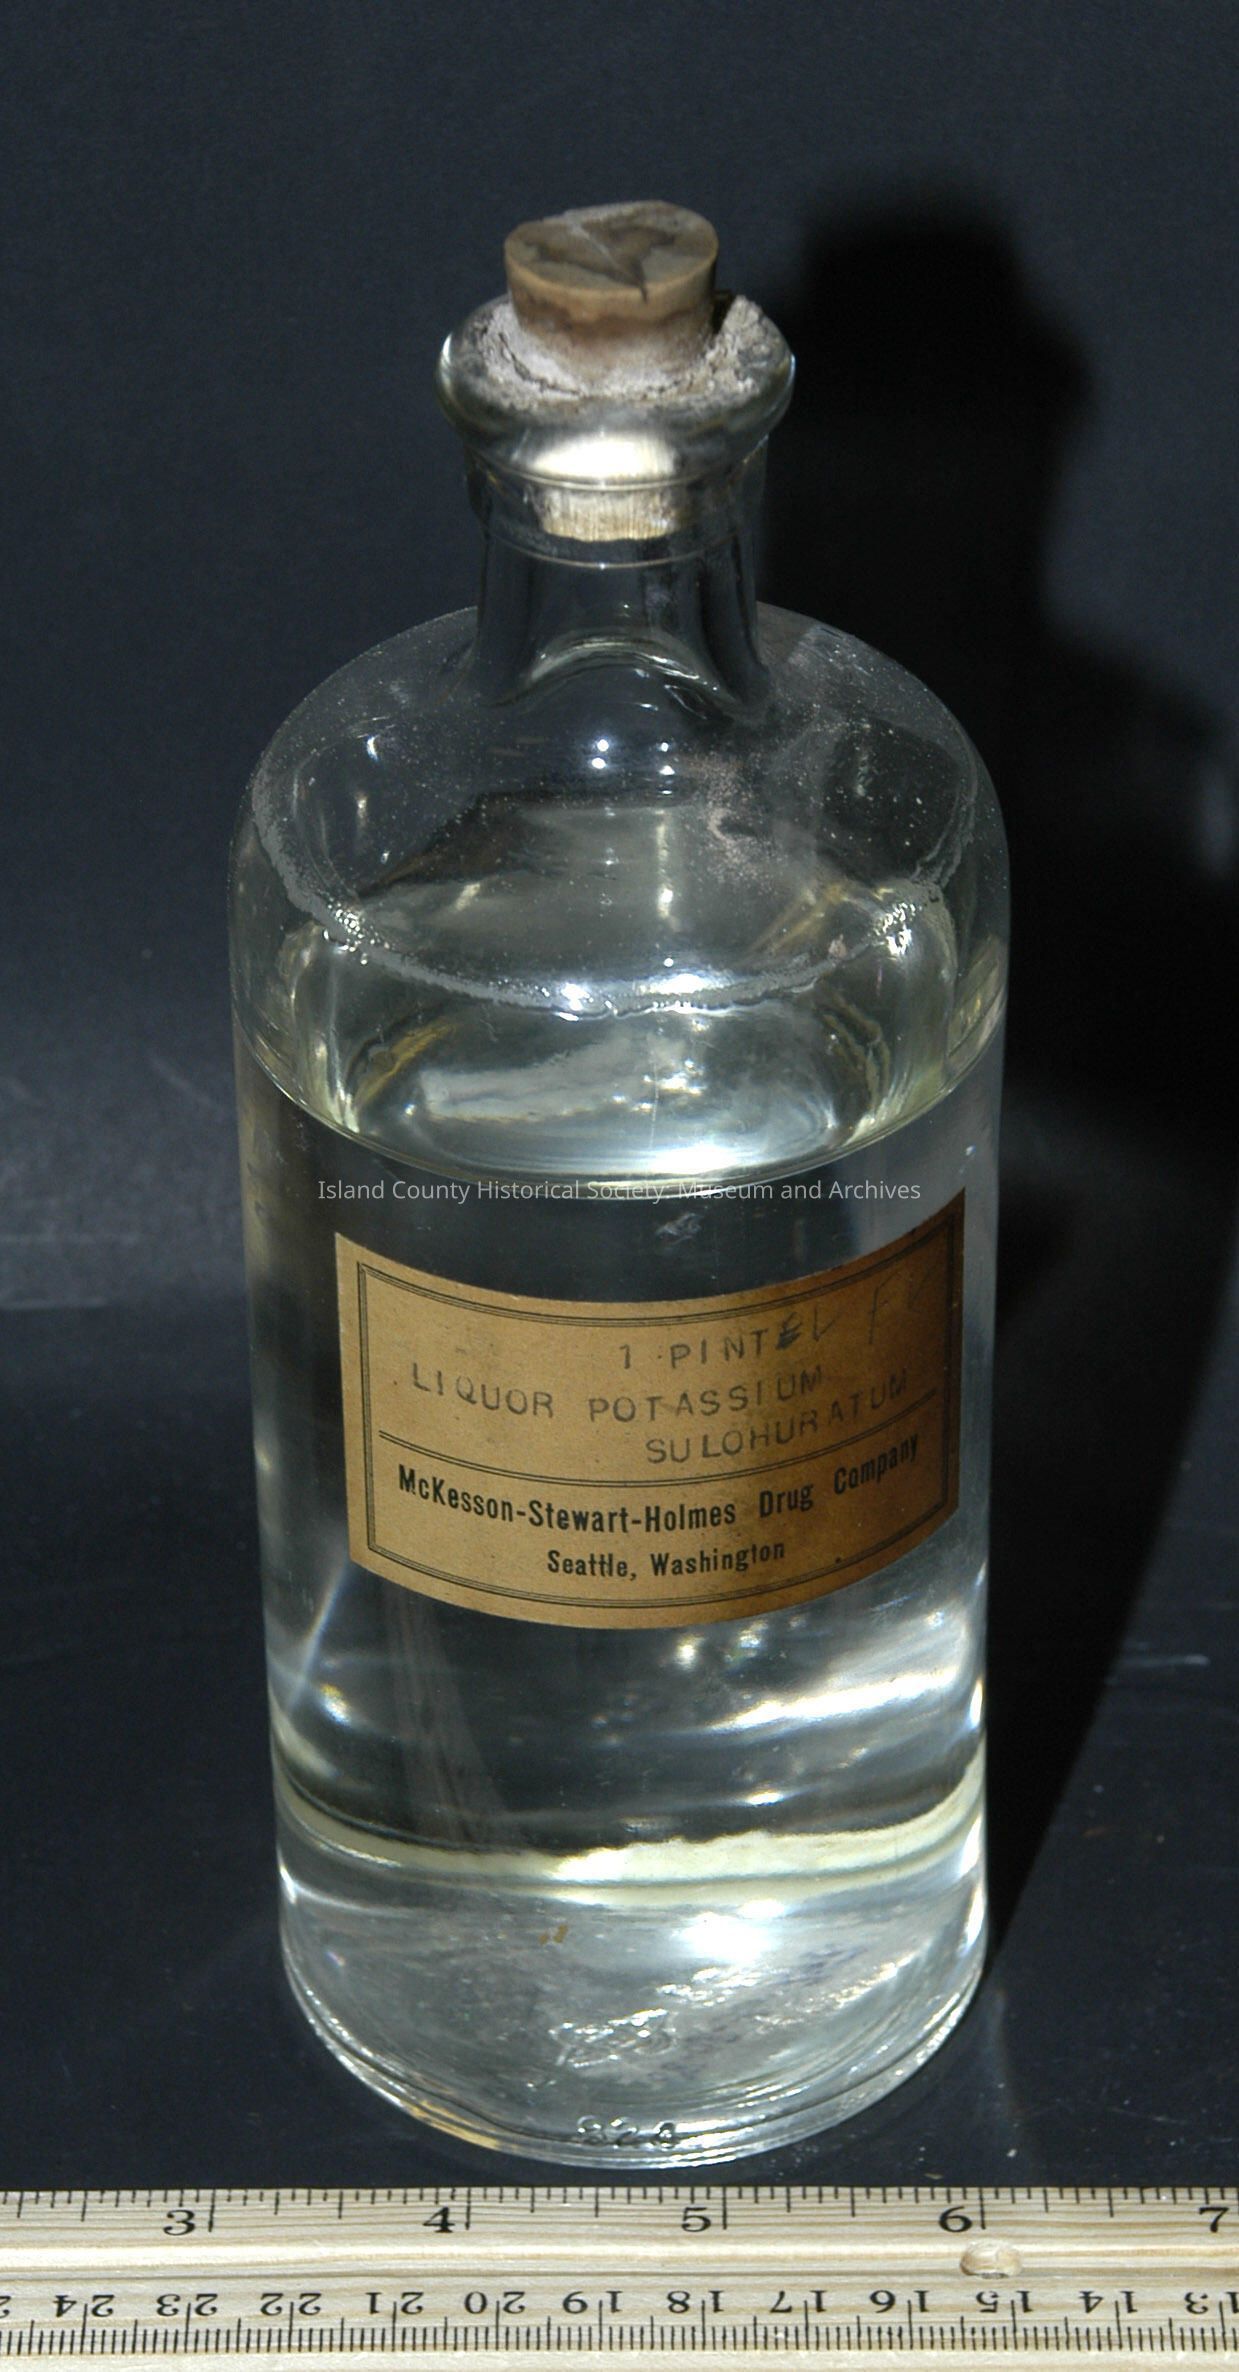 Island County Historical Society: Museum and Archives
1 PINT
LIQUOR POTASSIUM
SULOHURATUM
McKesson-Stewart-Holmes Drug Company
Seattle, Washington
3 4 5 6 7
24 23 22 21 20 19 18 17 16 15 14 13